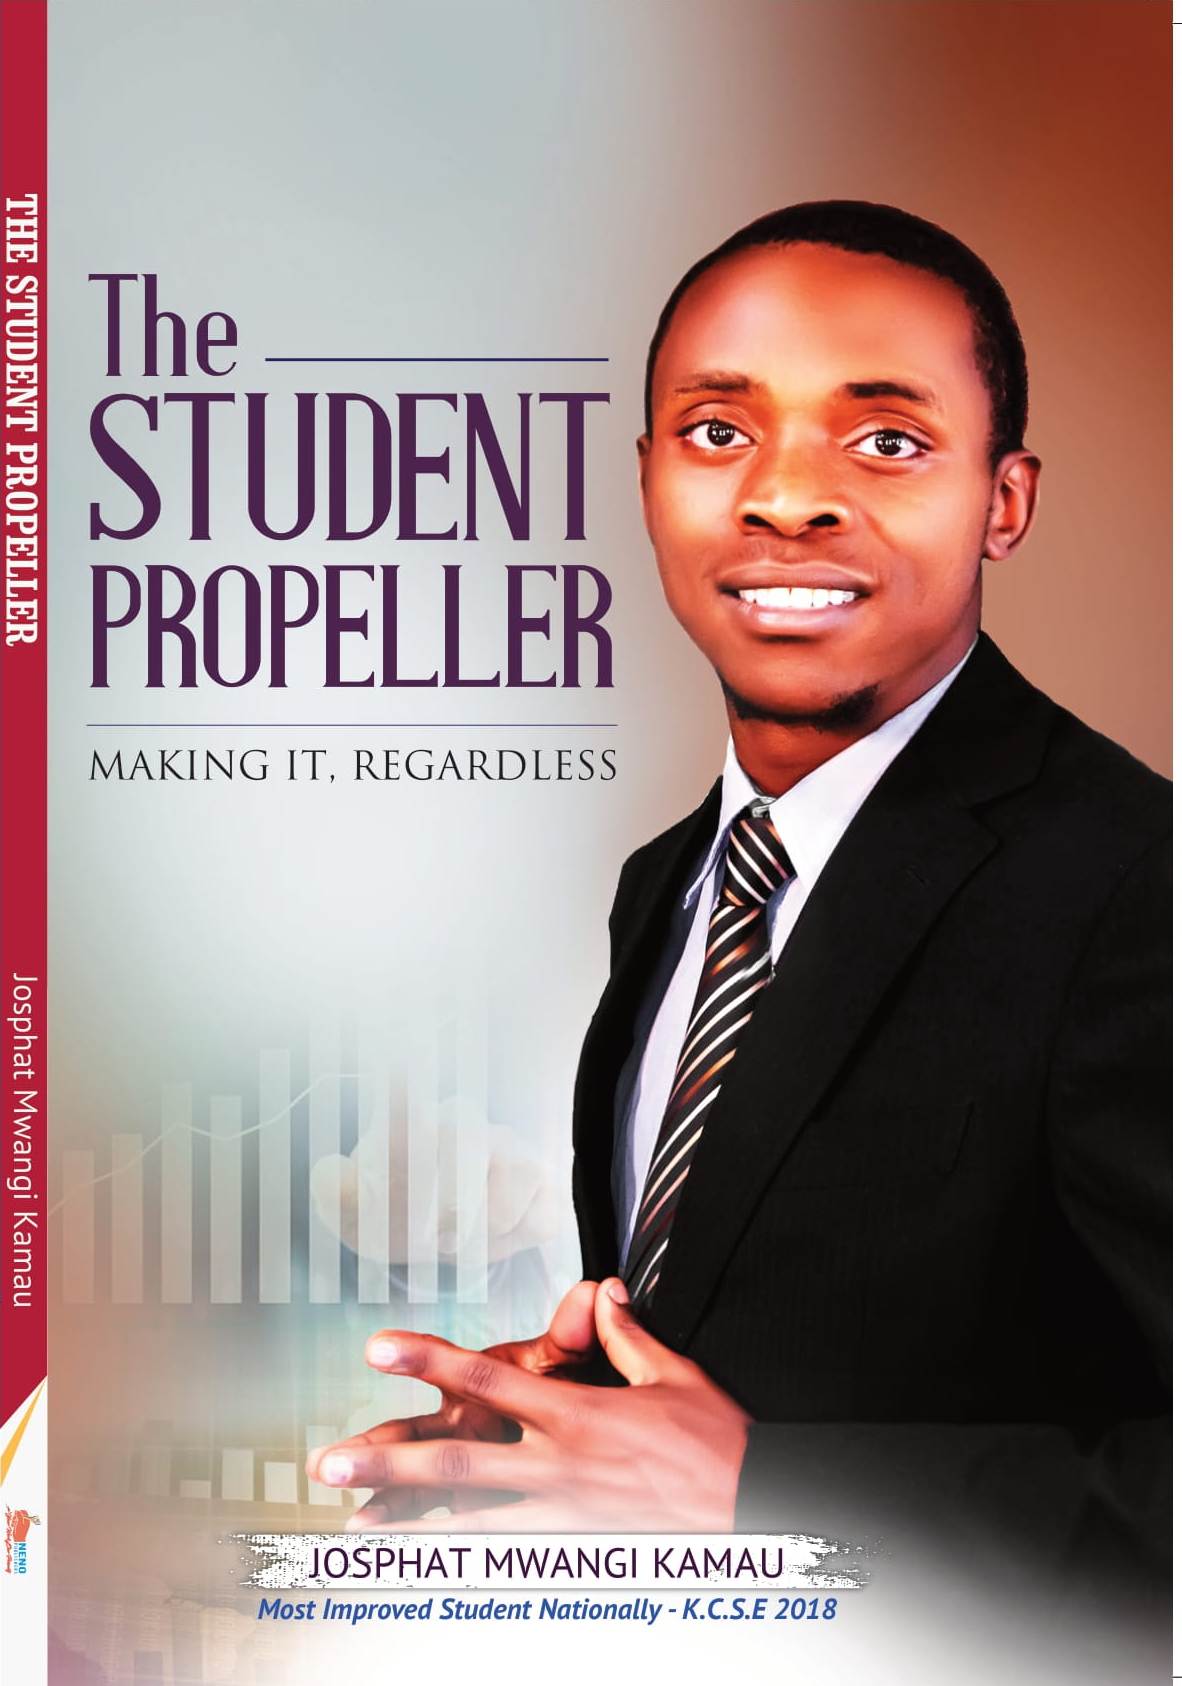 THE STUDENT PROPELLER
Josphat Mwangi Kamau
NENO
The
STUDENT
PROPELLER
MAKING IT, REGARDLESS
JOSPHAT MWANGI KAMAU
Most Improved Student Nationally - K.C.S.E 2018